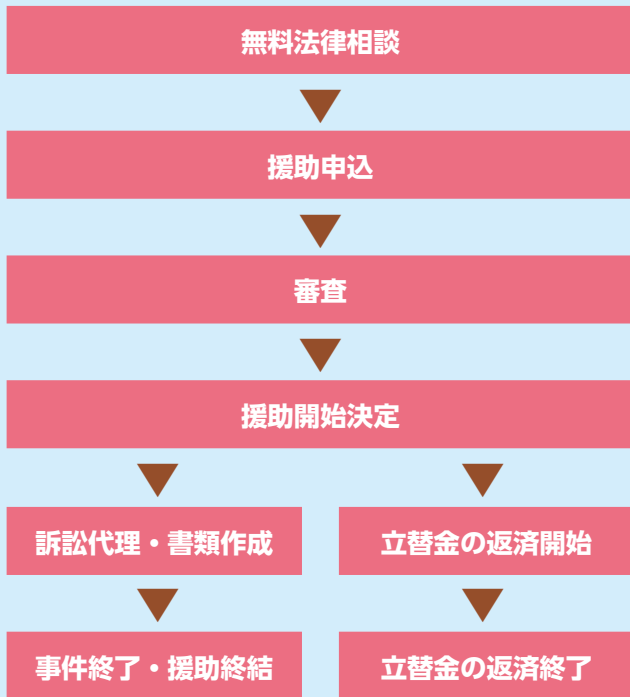 無料法律相談
援助申込
審査
援助開始決定
訴訟代理・書類作成
立替金の返済開始
事件終了・援助終結
立替金の返済終了